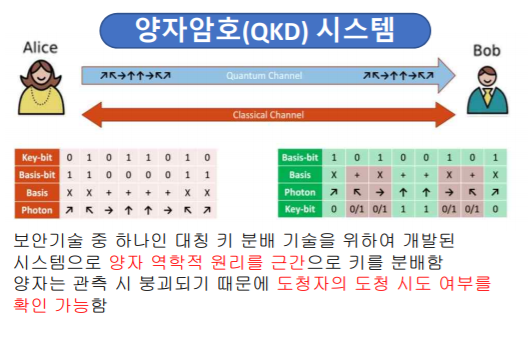 양자암호(QKD) 시스템
Alice
Bob
↗↖→↑↑→↖↗ Quantum Channel ↗↖→↑↑→↖↗
Classical Channel
Key-bit 0 1 0 1 1 0 1 0
Basis-bit 1 1 0 0 0 0 1 1
Basis X X + + + + X X
Photon ↗ ↖ → ↑ ↑ → ↖ ↗
Basis-bit 1 0 1 0 0 1 0 1
Basis X + X + + X + X
Photon ↗ ↖ → ↑ ↑ → ↖ ↗
Key-bit 0 0/1 0/1 1 1 0/1 0/1 0
보안기술 중 하나인 대칭 키 분배 기술을 위하여 개발된
시스템으로 양자 역학적 원리를 근간으로 키를 분배함
양자는 관측 시 붕괴되기 때문에 도청자의 도청 시도 여부를
확인 가능함